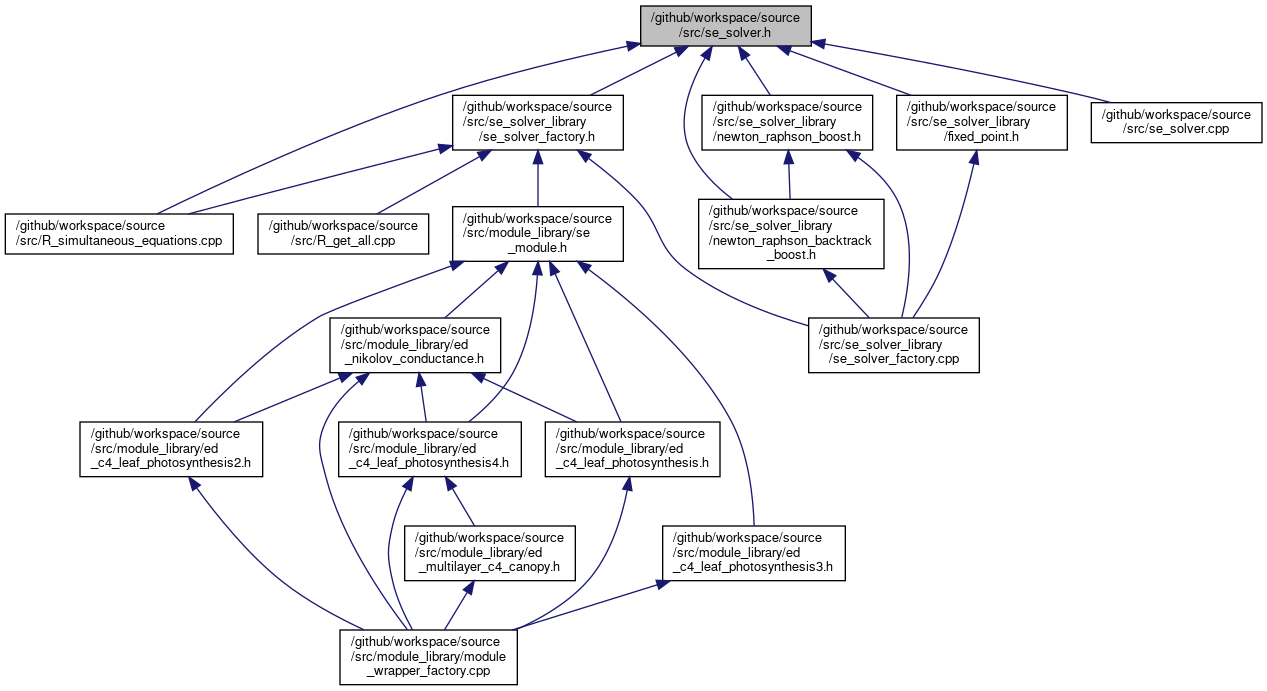 /github/workspace/source
/src/se_solver.h
/github/workspace/source
/src/se_solver_library
/se_solver_factory.h
/github/workspace/source
/src/se_solver_library
/newton_raphson_boost.h
/github/workspace/source
/src/se_solver_library
/fixed_point.h
/github/workspace/source
/src/se_solver.cpp
/github/workspace/source
/src/R_simultaneous_equations.cpp
/github/workspace/source
/src/R_get_all.cpp
/github/workspace/source
/src/module_library/se
_module.h
/github/workspace/source
/src/se_solver_library
/newton_raphson_backtrack
_boost.h
/github/workspace/source
/src/module_library/ed
_nikolov_conductance.h
/github/workspace/source
/src/se_solver_library
/se_solver_factory.cpp
/github/workspace/source
/src/module_library/ed
_c4_leaf_photosynthesis2.h
/github/workspace/source
/src/module_library/ed
_c4_leaf_photosynthesis4.h
/github/workspace/source
/src/module_library/ed
_c4_leaf_photosynthesis.h
/github/workspace/source
/src/module_library/ed
_multilayer_c4_canopy.h
/github/workspace/source
/src/module_library/ed
_c4_leaf_photosynthesis3.h
/github/workspace/source
/src/module_library/module
_wrapper_factory.cpp